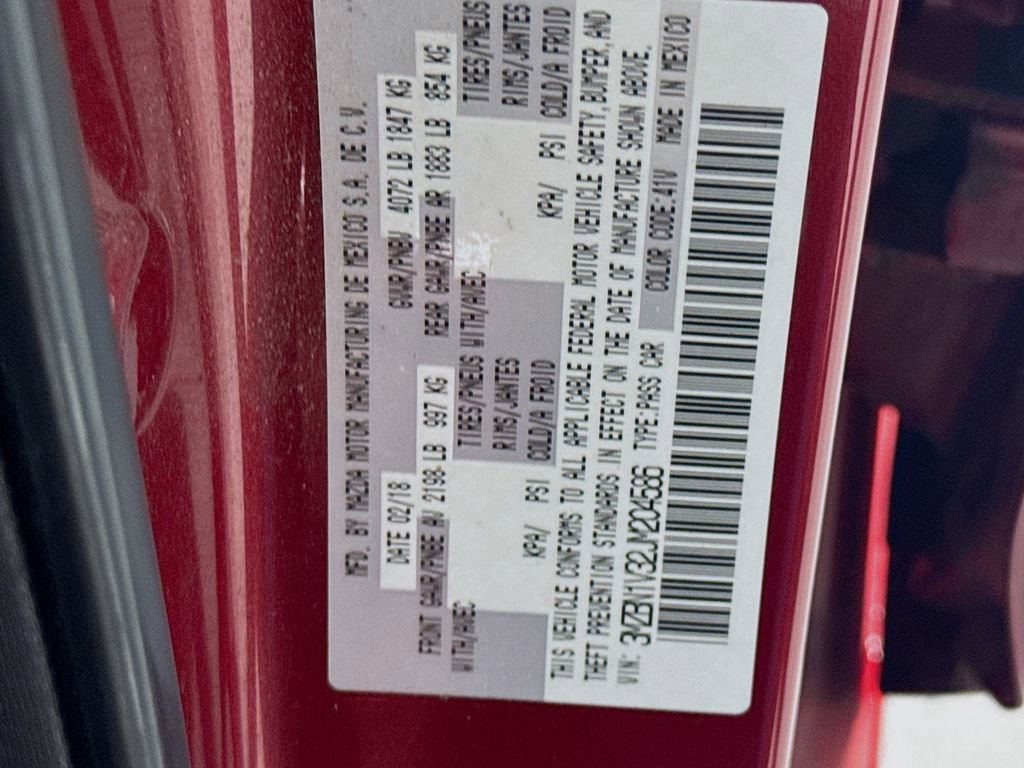 MFD. BY MAZDA MOTOR MANUFACTURING DE MEXICO S.A. DE C.V.
DATE 02/18 GVWR/PNBV 4072 LB 1847 KG
FRONT GAWR/PNBE AV 2198 LB 997 KG REAR GAWR/PNBE AR 1883 LB 854 KG
WITH/AVEC TIRES/PNEUS WITH/AVEC TIRES/PNEUS
RIMS/JANTES RIMS/JANTES
KPA/ PSI COLD/A FROID KPA/ PSI COLD/A FROID
THIS VEHICLE CONFORMS TO ALL APPLICABLE FEDERAL MOTOR VEHICLE SAFETY, BUMPER, AND
THEFT PREVENTION STANDARDS IN EFFECT ON THE DATE OF MANUFACTURE SHOWN ABOVE.
VIN: 3MZBN1V32JM204586 TYPE:PASS CAR COLOR CODE:41V MADE IN MEXICO